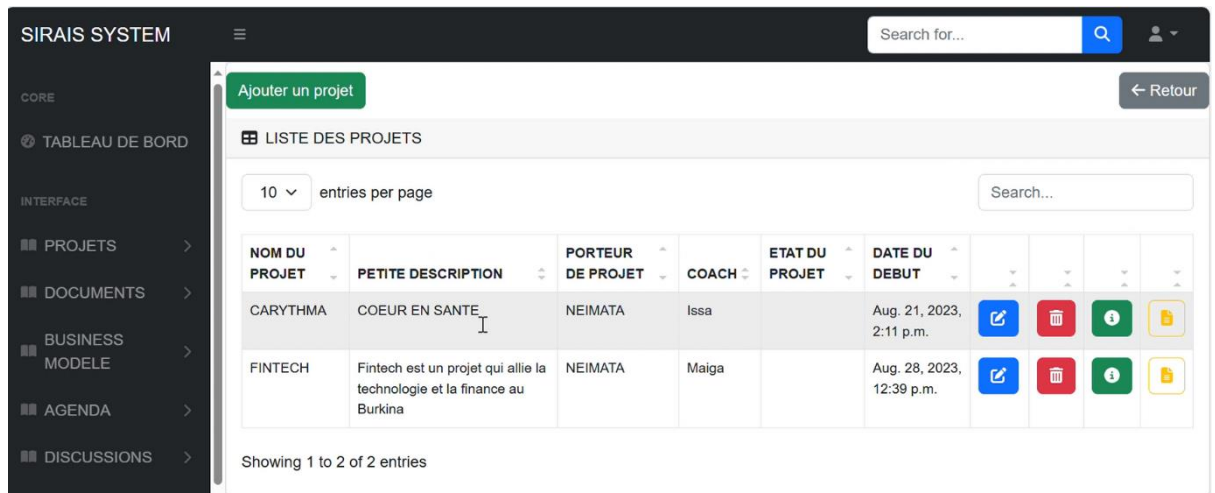 SIRAIS SYSTEM
Search for...
CORE
TABLEAU DE BORD
INTERFACE
PROJETS
DOCUMENTS
BUSINESS
MODELE
AGENDA
DISCUSSIONS
Ajouter un projet
← Retour
LISTE DES PROJETS
10 entries per page
Search...
NOM DU PROJET PETITE DESCRIPTION PORTEUR DE PROJET COACH ETAT DU PROJET DATE DU DEBUT
CARYTHMA COEUR EN SANTE NEIMATA Issa Aug. 21, 2023, 2:11 p.m.
FINTECH Fintech est un projet qui allie la technologie et la finance au Burkina NEIMATA Maiga Aug. 28, 2023, 12:39 p.m.
Showing 1 to 2 of 2 entries